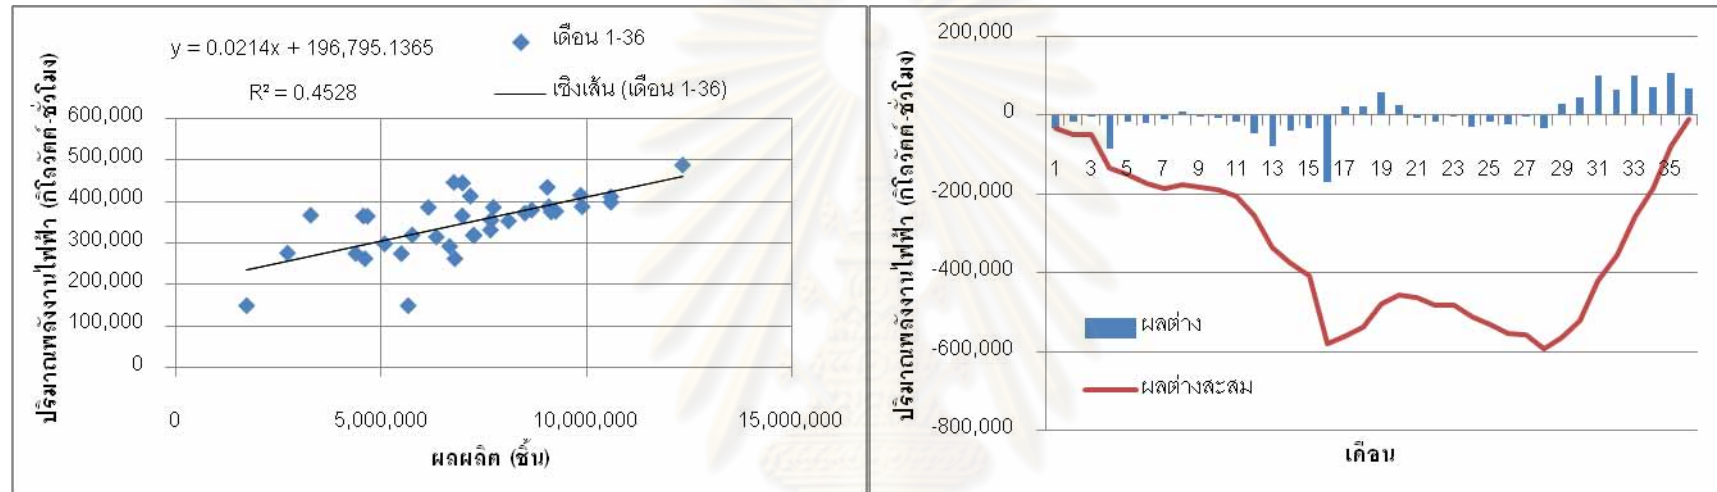 y = 0.0214x + 196,795.1365
R² = 0.4528
เดือน 1-36
เชิงเส้น (เดือน 1-36)
ปริมาณพลังงานไฟฟ้า (กิโลวัตต์-ชั่วโมง)
600,000
500,000
400,000
300,000
200,000
100,000
0
0 5,0000,000 10,0000,000 15,0000,000
ผลผลิต (ชิ้น)
ปริมาณพลังงานไฟฟ้า (กิโลวัตต์-ชั่วโมง)
200,000
0
-200,000
-400,000
-600,000
-800,000
1 3 5 7 9 11 13 15 17 19 21 23 25 27 29 31 33 35
ผลต่าง
ผลต่างสะสม
เดือน